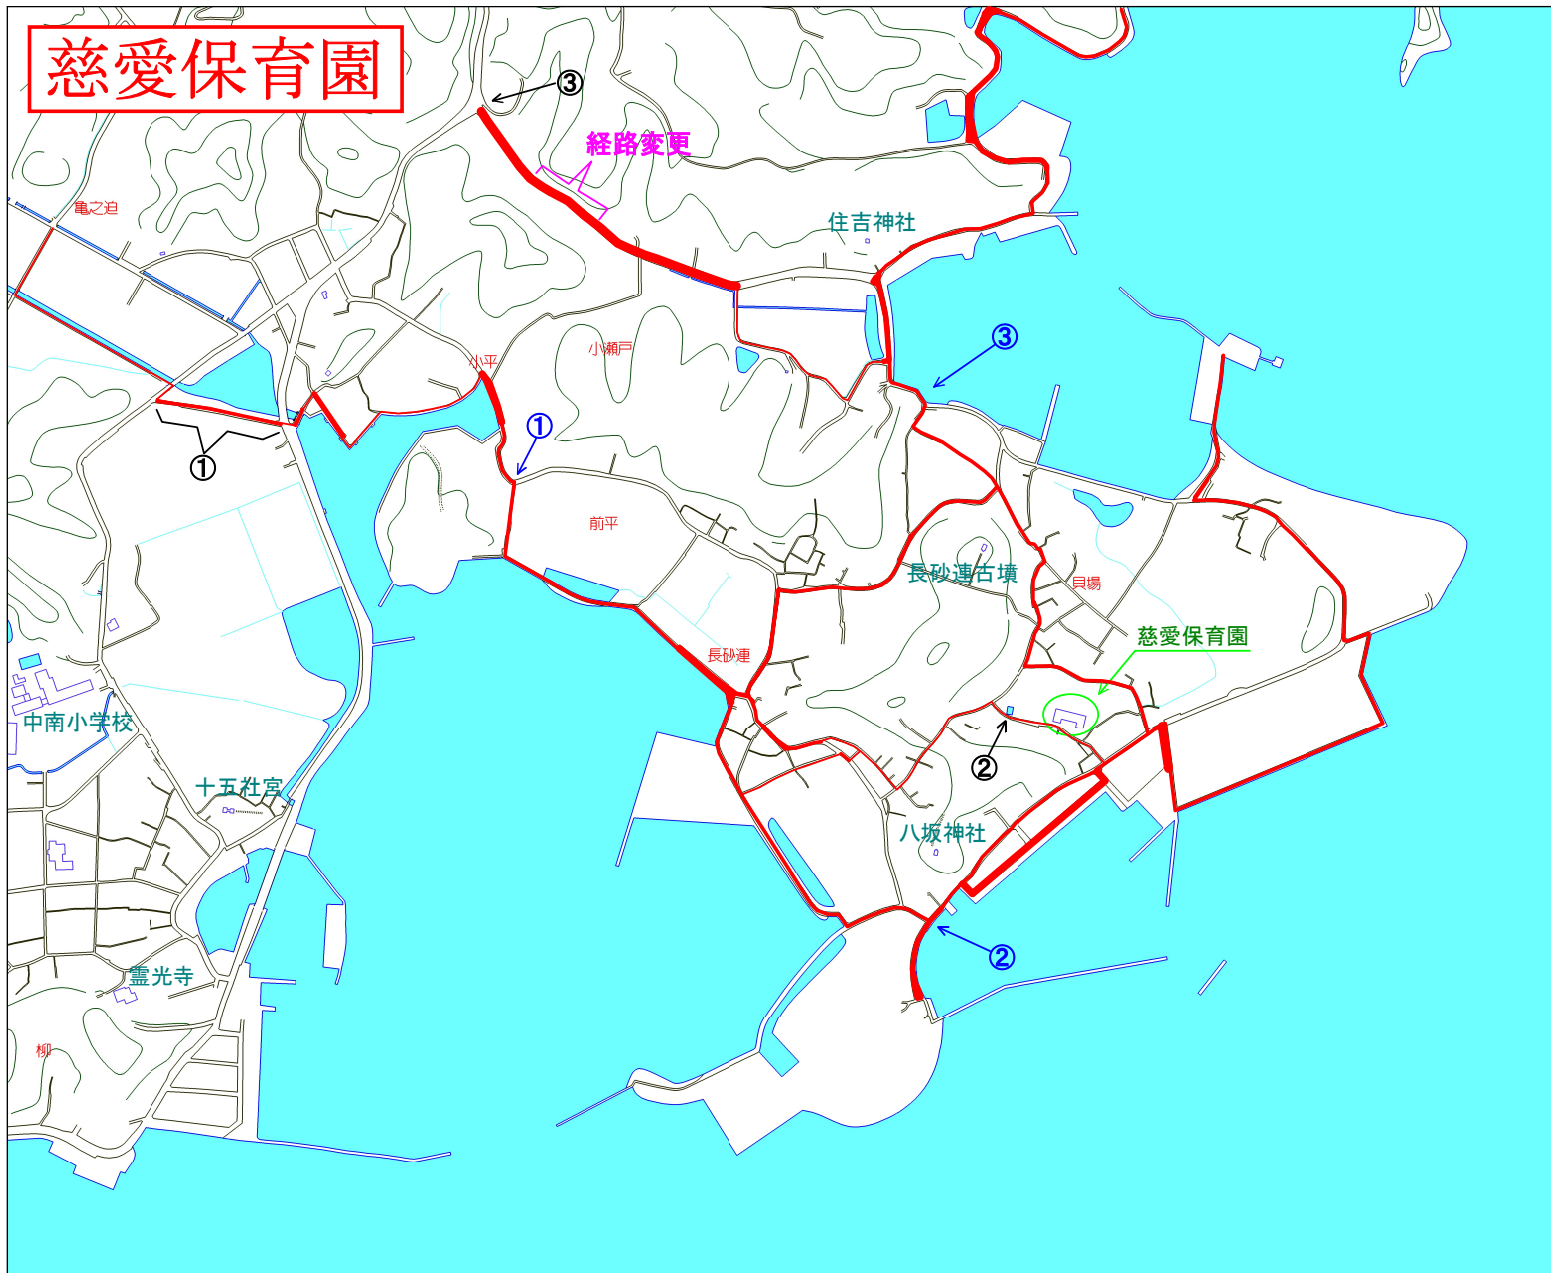 慈愛保育園
③
経路変更
亀之迫
住吉神社
③
小瀬戸
小平
①
①
前平
長砂連古墳
貝場
慈愛保育園
長砂連
中南小学校
②
十五社宮
八坂神社
②
霊光寺
柳